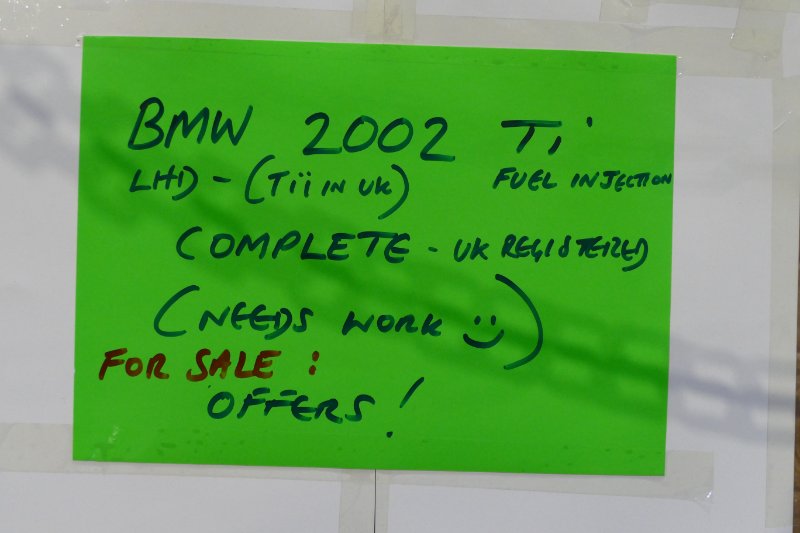 BMW 2002 Ti
LHD - (Tii IN UK) FUEL INJECTION
COMPLETE - UK REGISTERED
(NEEDS WORK :)
FOR SALE :
OFFERS!